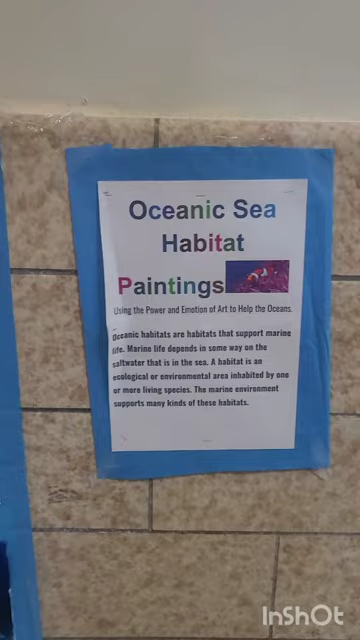 Oceanic Sea
Habitat
Paintings
Using the Power and Emotion of Art to Help the Oceans.
Oceanic habitats are habitats that support marine
life. Marine life depends in some way on the
saltwater that is in the sea. A habitat is an
ecological or environmental area inhabited by one
or more living species. The marine environment
supports many kinds of these habitats.
InShOt